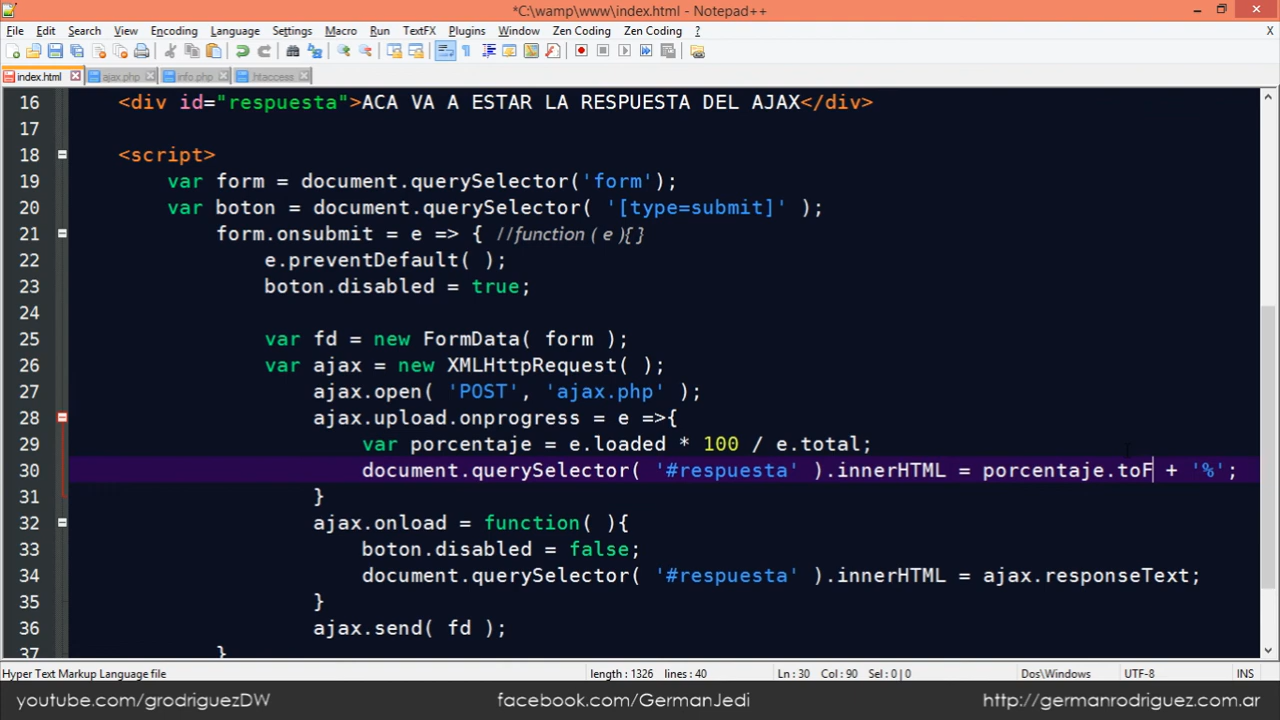 *C:\wamp\www\index.html - Notepad++
File Edit Search View Encoding Language Settings Macro Run TextFX Plugins Window Zen Coding Zen Coding ? X
index.html ajax.php info.php .htaccess
16 <div id="respuesta">ACA VA A ESTAR LA RESPUESTA DEL AJAX</div>
17
18 <script>
19 var form = document.querySelector('form');
20 var boton = document.querySelector( '[type=submit]' );
21 form.onsubmit = e => { //function ( e ){ }
22 e.preventDefault( );
23 boton.disabled = true;
24
25 var fd = new FormData( form );
26 var ajax = new XMLHttpRequest( );
27 ajax.open( 'POST', 'ajax.php' );
28 ajax.upload.onprogress = e =>{
29 var porcentaje = e.loaded * 100 / e.total;
30 document.querySelector( '#respuesta' ).innerHTML = porcentaje.toF + '%';
31 }
32 ajax.onload = function( ){
33 boton.disabled = false;
34 document.querySelector( '#respuesta' ).innerHTML = ajax.responseText;
35 }
36 ajax.send( fd );
37 }
Hyper Text Markup Language file length : 1326 lines : 40 Ln : 30 Col : 90 Sel : 0 | 0 Dos\Windows UTF-8 INS
youtube.com/grodriguezDW facebook.com/GermanJedi http://germanrodriguez.com.ar